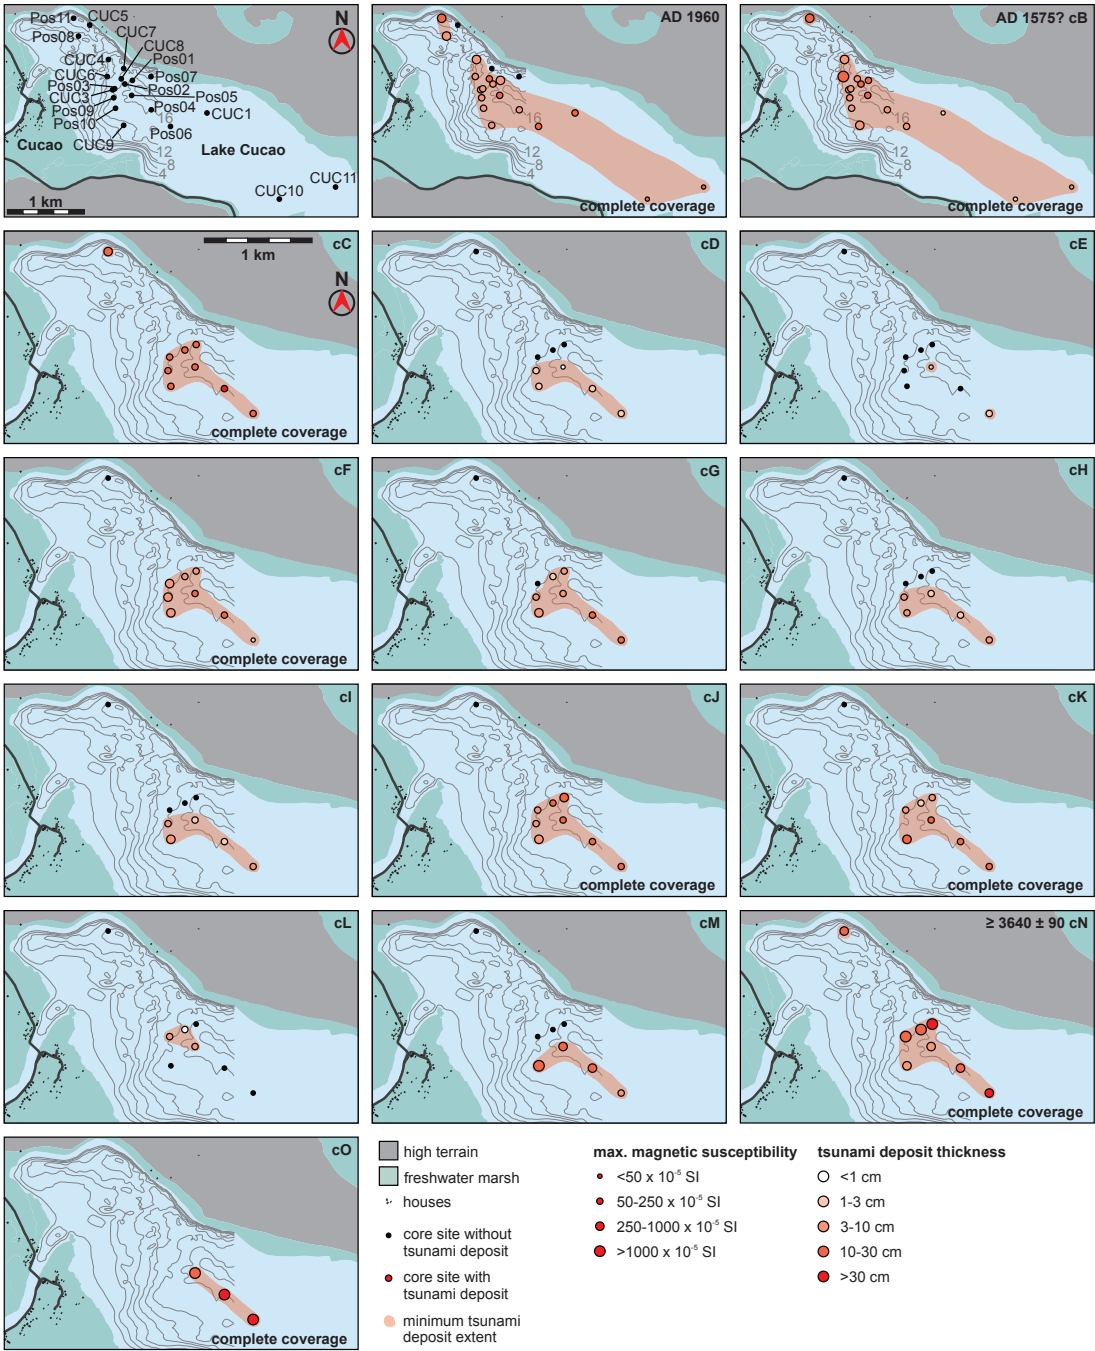 Pos11
CUC5
Pos08
CUC7
CUC8
CUC4
Pos01
CUC6
Pos07
Pos03
Pos02
CUC3
Pos05
Pos09
Pos04
Pos10
CUC1
16
Pos06
Cucao
CUC9
Lake Cucao
12
8
4
CUC11
CUC10
1 km
N
AD 1960
16
12
8
4
complete coverage
AD 1575? cB
16
12
8
4
complete coverage
cC
1 km
N
complete coverage
cD
cE
cF
complete coverage
cG
complete coverage
cH
cI
cJ
complete coverage
cK
complete coverage
cL
cM
≥ 3640 ± 90 cN
complete coverage
cO
complete coverage
high terrain
freshwater marsh
houses
core site without
tsunami deposit
core site with
tsunami deposit
minimum tsunami
deposit extent
max. magnetic susceptibility
<50 x 10⁻⁵ SI
50-250 x 10⁻⁵ SI
250-1000 x 10⁻⁵ SI
>1000 x 10⁻⁵ SI
tsunami deposit thickness
<1 cm
1-3 cm
3-10 cm
10-30 cm
>30 cm